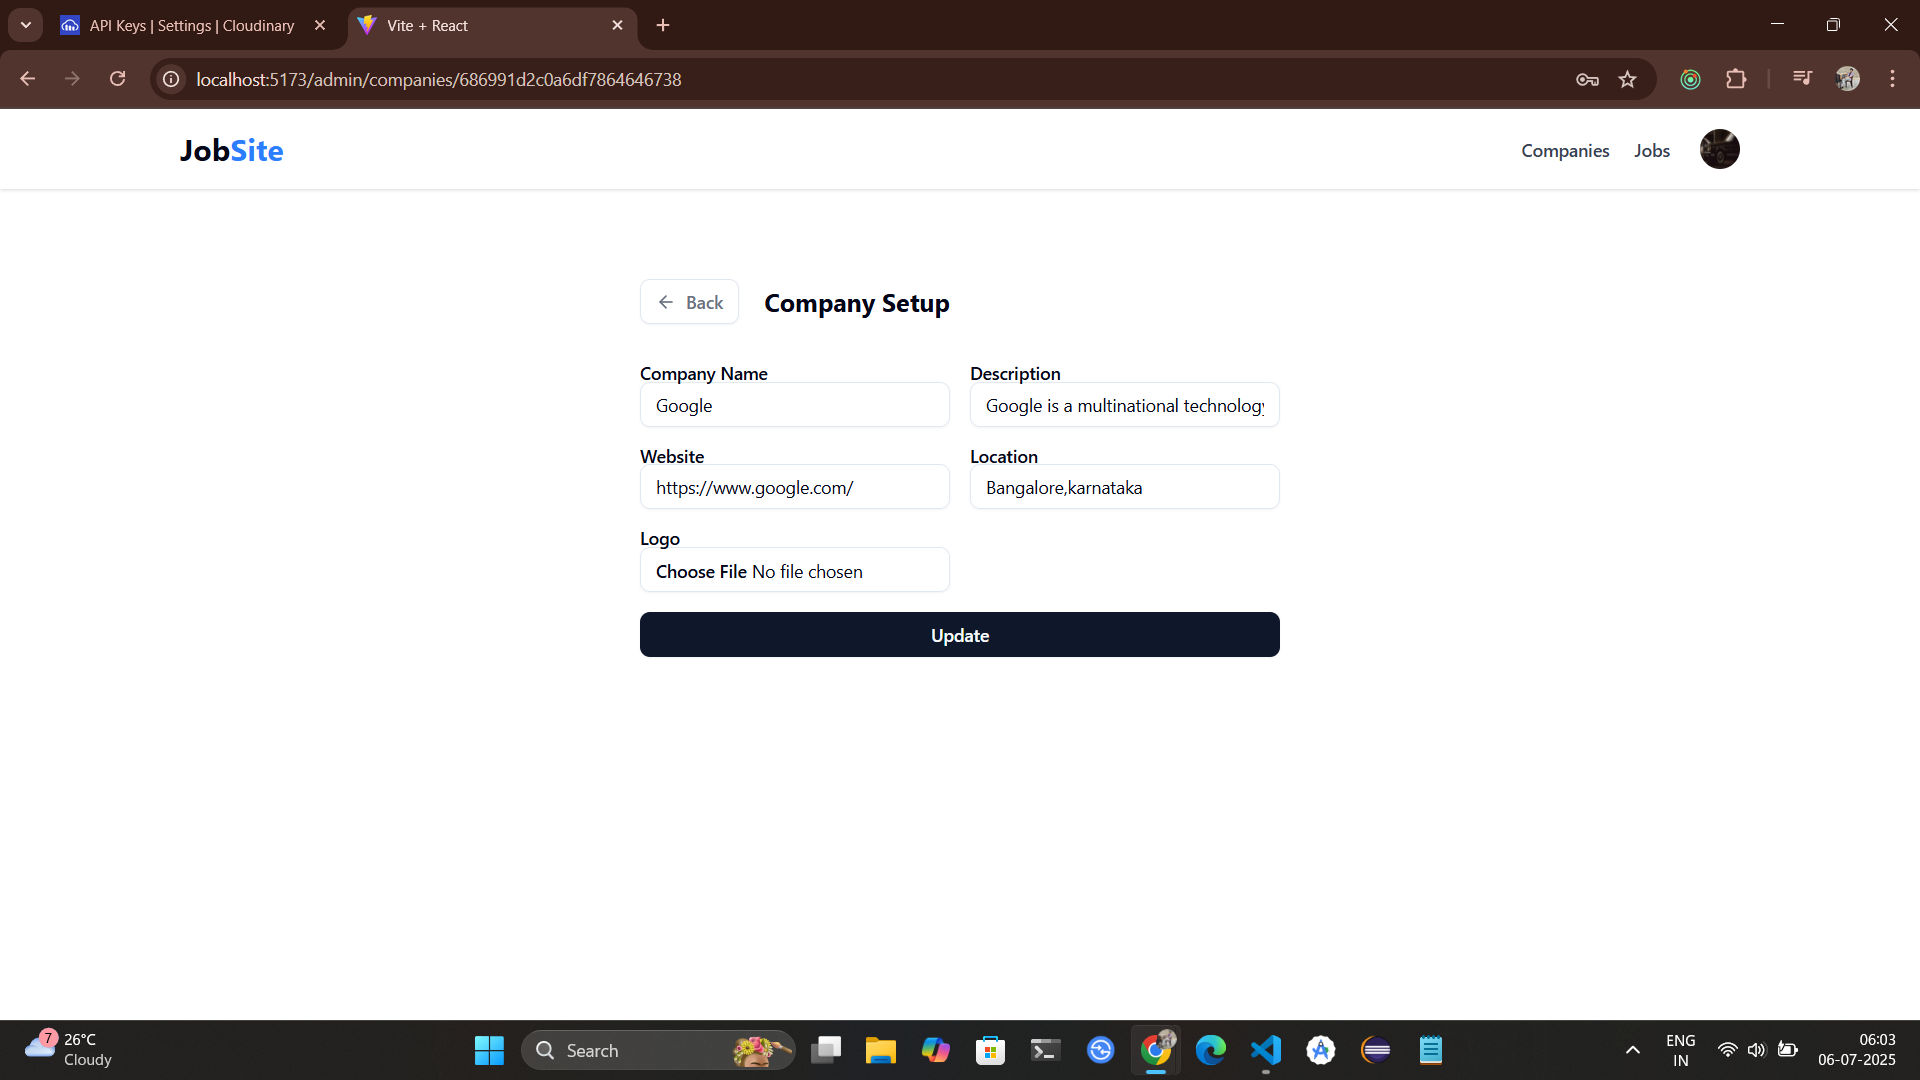 API Keys | Settings | Cloudinary
Vite + React
localhost:5173/admin/companies/686991d2c0a6df7864646738
JobSite
Companies
Jobs
Back
Company Setup
Company Name
Description
Google
Google is a multinational technology
Website
Location
https://www.google.com/
Bangalore,karnataka
Logo
Choose File No file chosen
Update
7
26°C
Cloudy
Search
ENG
IN
06:03
06-07-2025